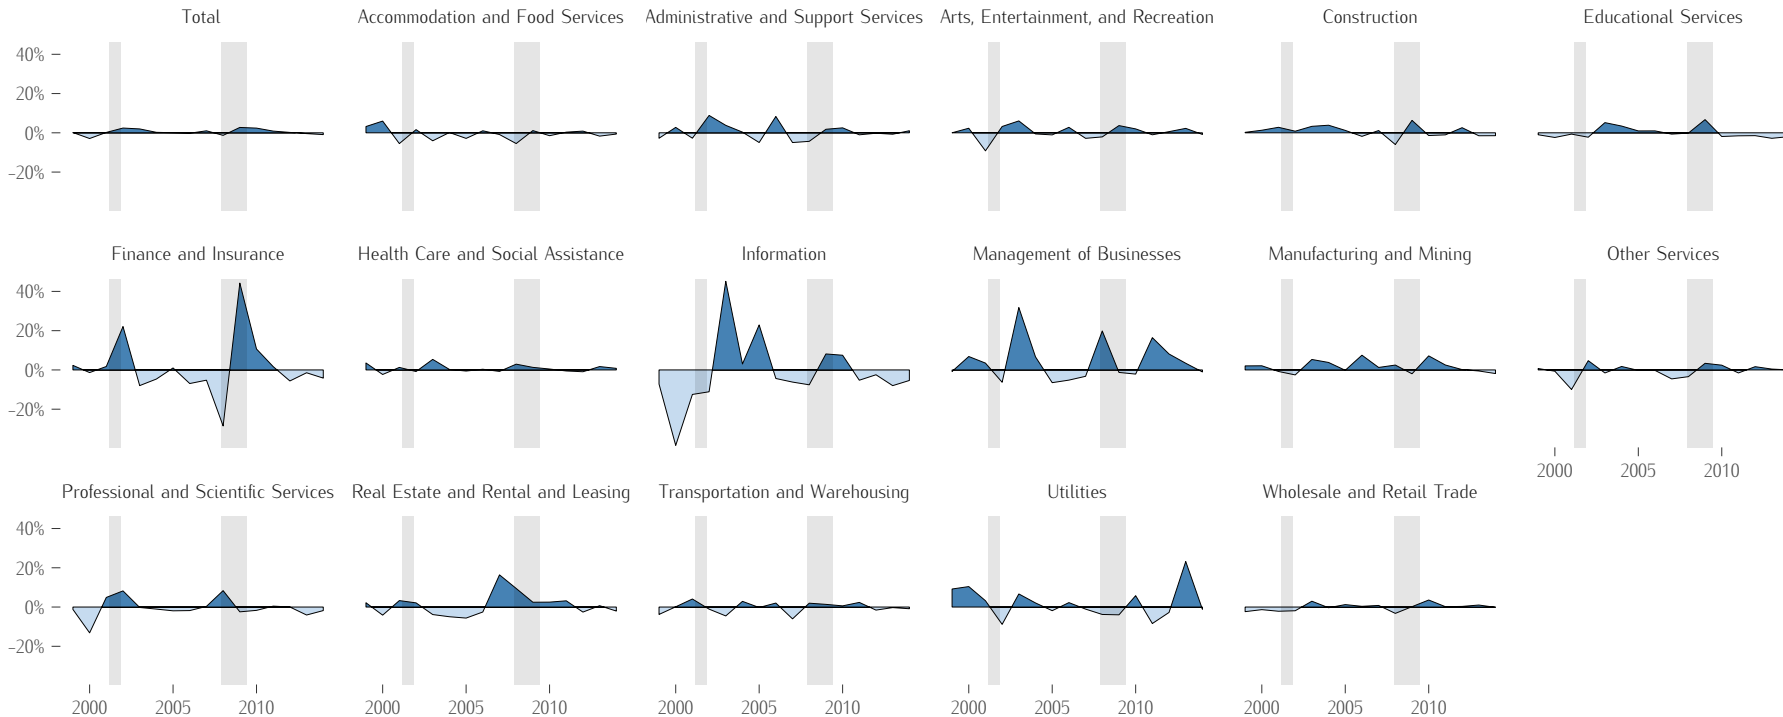 Total
Accommodation and Food Services
Administrative and Support Services
Arts, Entertainment, and Recreation
Construction
Educational Services
40%
20%
0%
−20%
Finance and Insurance
Health Care and Social Assistance
Information
Management of Businesses
Manufacturing and Mining
Other Services
40%
20%
0%
−20%
2000 2005 2010
Professional and Scientific Services
Real Estate and Rental and Leasing
Transportation and Warehousing
Utilities
Wholesale and Retail Trade
40%
20%
0%
−20%
2000 2005 2010
2000 2005 2010
2000 2005 2010
2000 2005 2010
2000 2005 2010